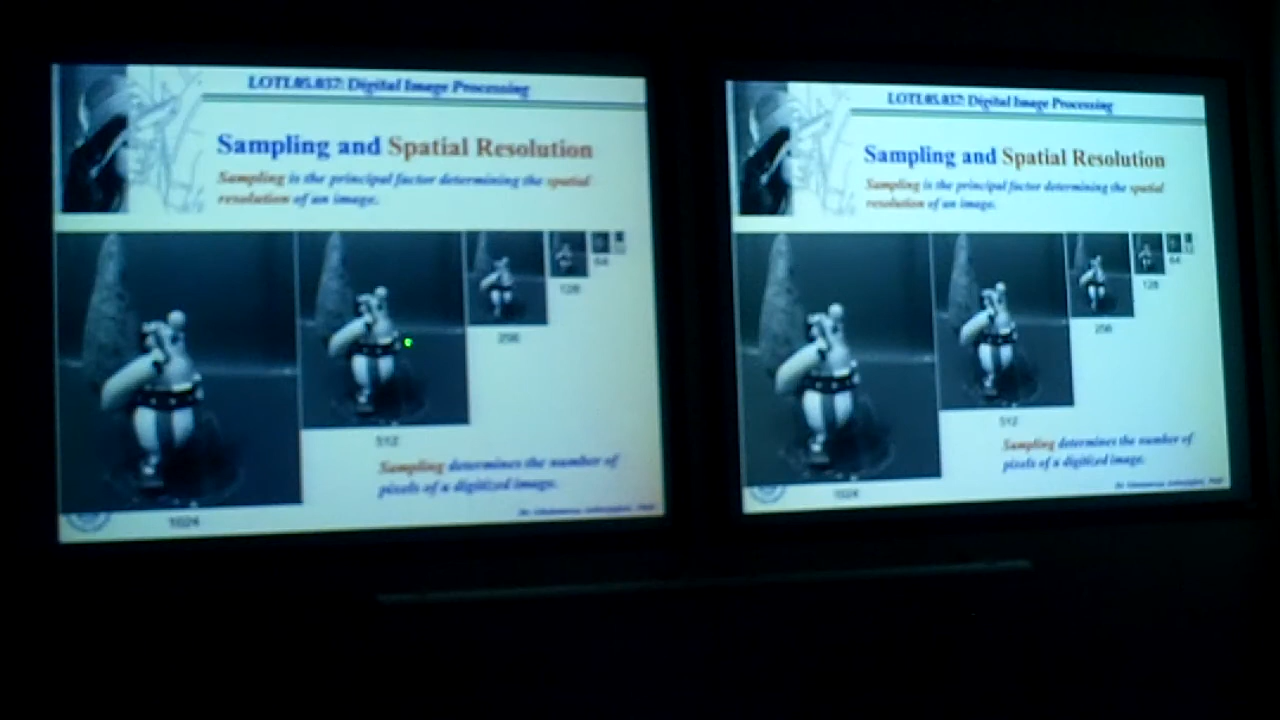 LOTI.05.037: Digital Image Processing
Sampling and Spatial Resolution
Sampling is the principal factor determining the spatial
resolution of an image.
32
64
128
256
512
1024
Sampling determines the number of
pixels of a digitized image.
LOTI.05.037: Digital Image Processing
Sampling and Spatial Resolution
Sampling is the principal factor determining the spatial
resolution of an image.
32
64
128
256
512
1024
Sampling determines the number of
pixels of a digitized image.